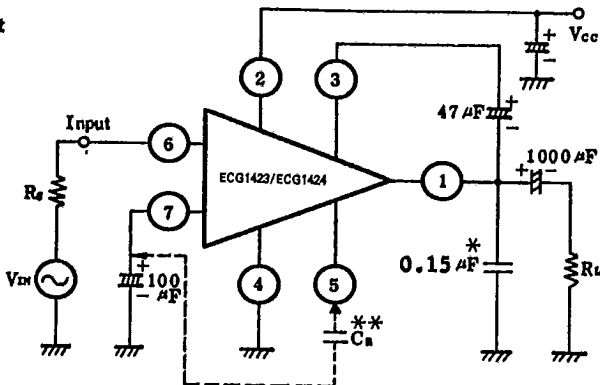 t
Vcc
+
-
2
3
+
47 µF
-
Input
6
ECG1423/ECG1424
1
1000 µF
+ -
Rs
7
*
0.15 µF
RL
VIN
+
100
- µF
4
5
**